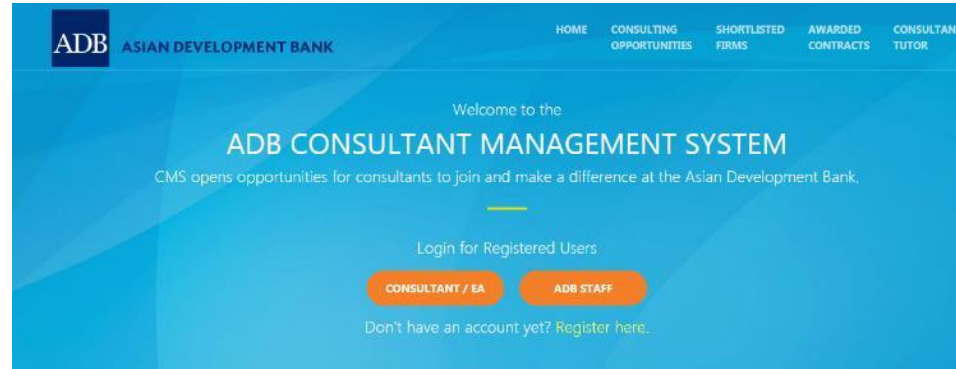 ADB ASIAN DEVELOPMENT BANK
HOME
CONSULTING
OPPORTUNITIES
SHORTLISTED
FIRMS
AWARDED
CONTRACTS
CONSULTAN
TUTOR
Welcome to the
ADB CONSULTANT MANAGEMENT SYSTEM
CMS opens opportunities for consultants to join and make a difference at the Asian Development Bank.
Login for Registered Users
CONSULTANT / EA
ADB STAFF
Don't have an account yet? Register here.